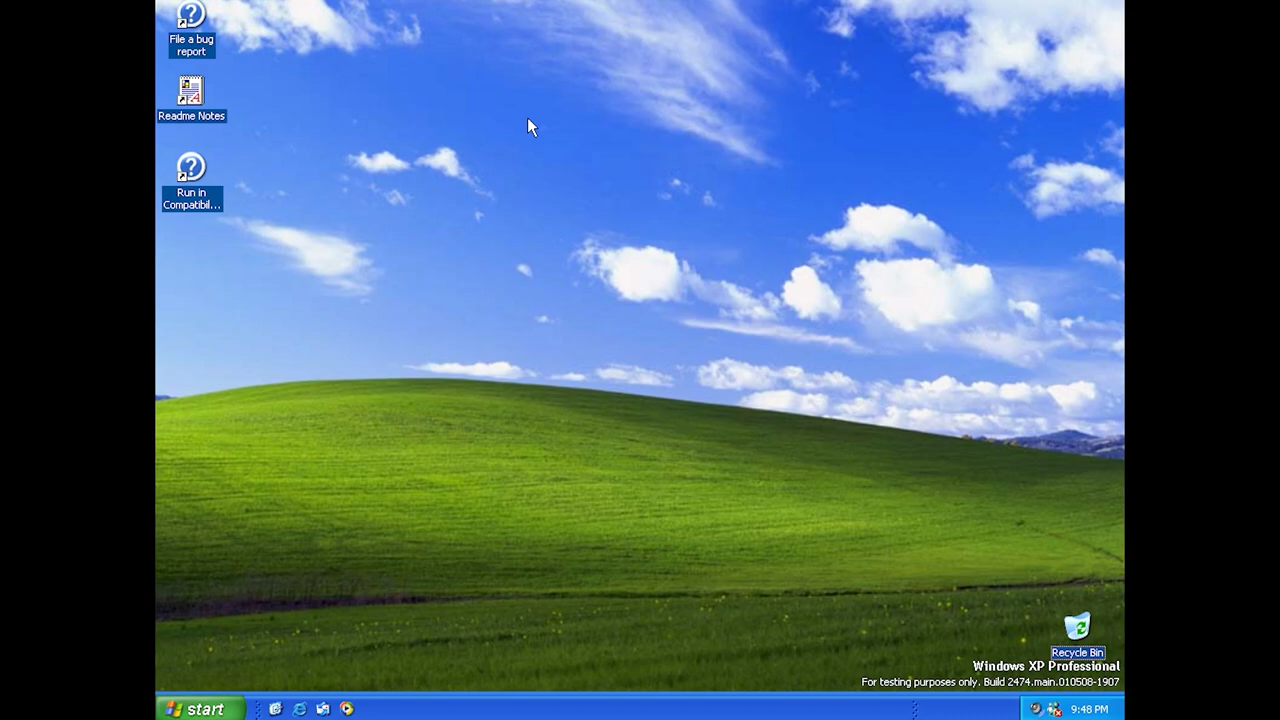 File a bug
report
Readme Notes
Run in
Compatibil...
Recycle Bin
Windows XP Professional
For testing purposes only. Build 2474.main.010508-1907
start
9:48 PM